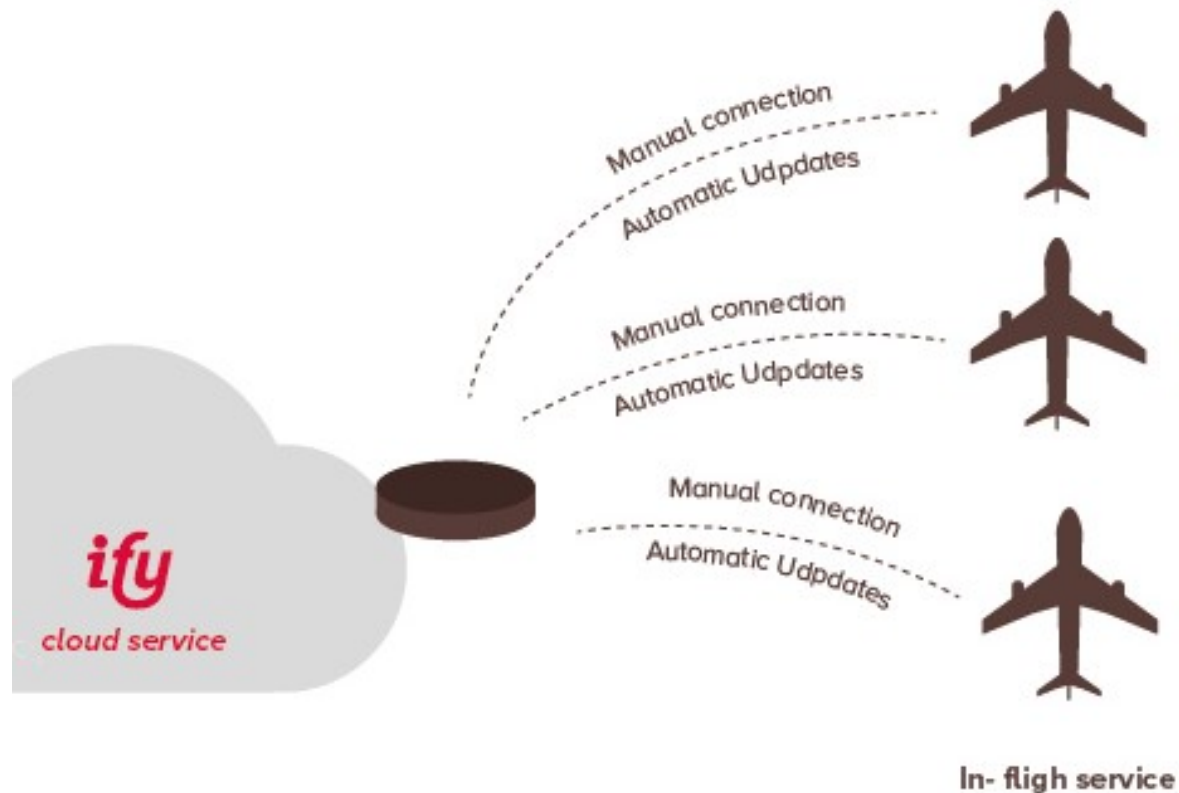 Manual connection
Automatic Udpdates
Manual connection
Automatic Udpdates
Manual connection
Automatic Udpdates
ify
cloud service
In- fligh service